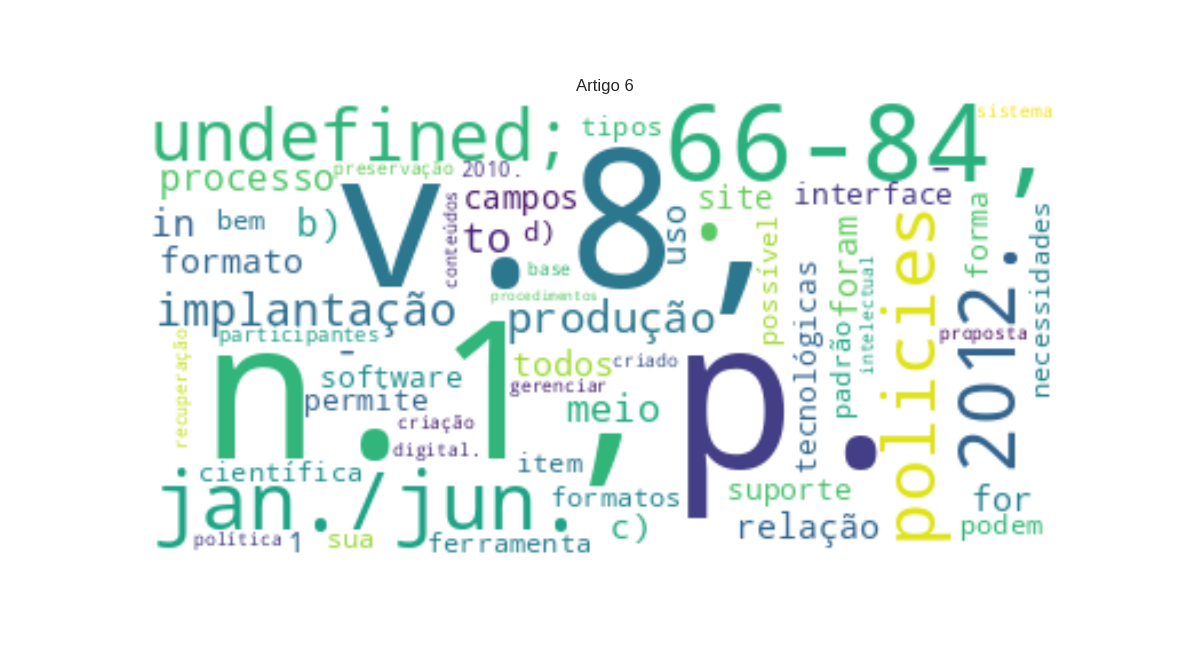 Artigo 6
undefined;
tipos
66-84,
sistema
processo
preservação
2010.
campos
v.
8,
site
interface
in
bem
b)
conteúdos
to
d)
uso
:
possível
foram
policies
forma
necessidades
formato
base
procedimentos
implantação
produção
tecnológicas
padrão
intelectual
2012.
proposta
participantes
recuperação
n.
1,
p.
-
-
todos
criado
software
gerenciar
permite
meio
criação
digital.
científica
item
jan./jun.
formatos
suporte
for
c)
relação
podem
política
1
sua
ferramenta